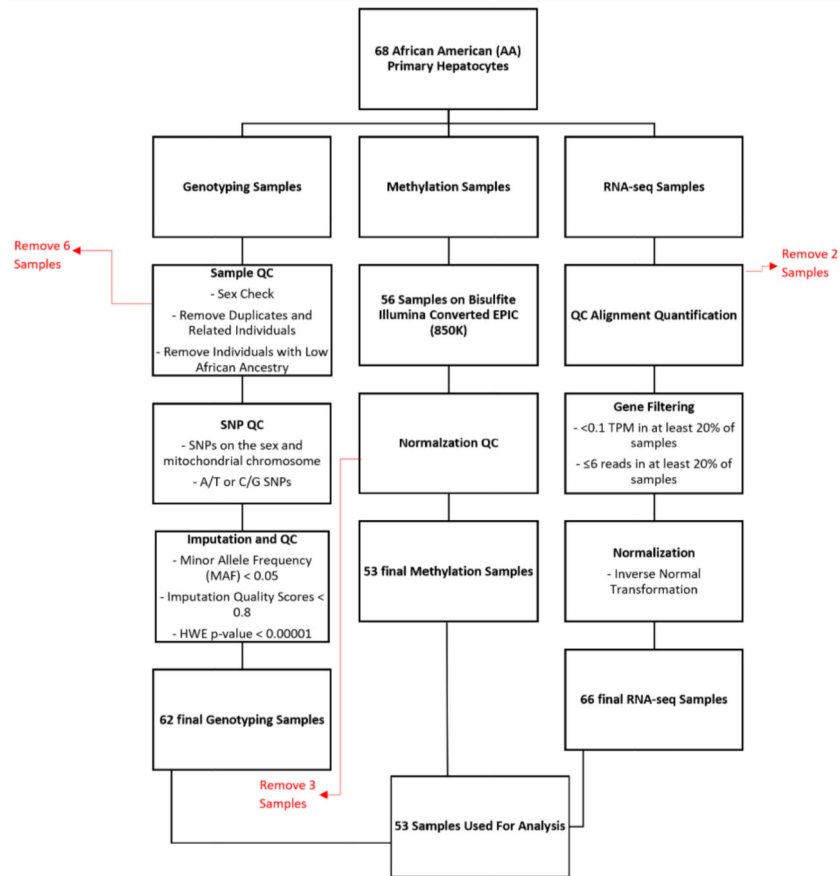 68 African American (AA)
Primary Hepatocytes
Genotyping Samples
Methylation Samples
RNA-seq Samples
Remove 6
Samples
Remove 2
Samples
Sample QC
- Sex Check
- Remove Duplicates and
Related Individuals
- Remove Individuals with Low
African Ancestry
56 Samples on Bisulfite
Illumina Converted EPIC
(850K)
QC Alignment Quantification
SNP QC
- SNPs on the sex and
mitochondrial chromosome
- A/T or C/G SNPs
Normalzation QC
Gene Filtering
- <0.1 TPM in at least 20% of
samples
- ≤6 reads in at least 20% of
samples
Imputation and QC
- Minor Allele Frequency
(MAF) < 0.05
- Imputation Quality Scores <
0.8
- HWE p-value < 0.00001
53 final Methylation Samples
Normalization
- Inverse Normal
Transformation
62 final Genotyping Samples
66 final RNA-seq Samples
Remove 3
Samples
53 Samples Used For Analysis